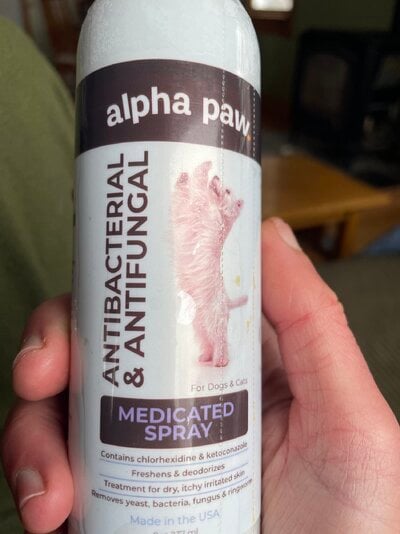 alpha paw.
ANTIBACTERIAL
& ANTIFUNGAL
For Dogs & Cats
MEDICATED
SPRAY
Contains chlorhexidine & ketoconazole
Freshens & deodorizes
Treatment for dry, itchy irritated skin
Removes yeast, bacteria, fungus & ringworm
Made in the USA